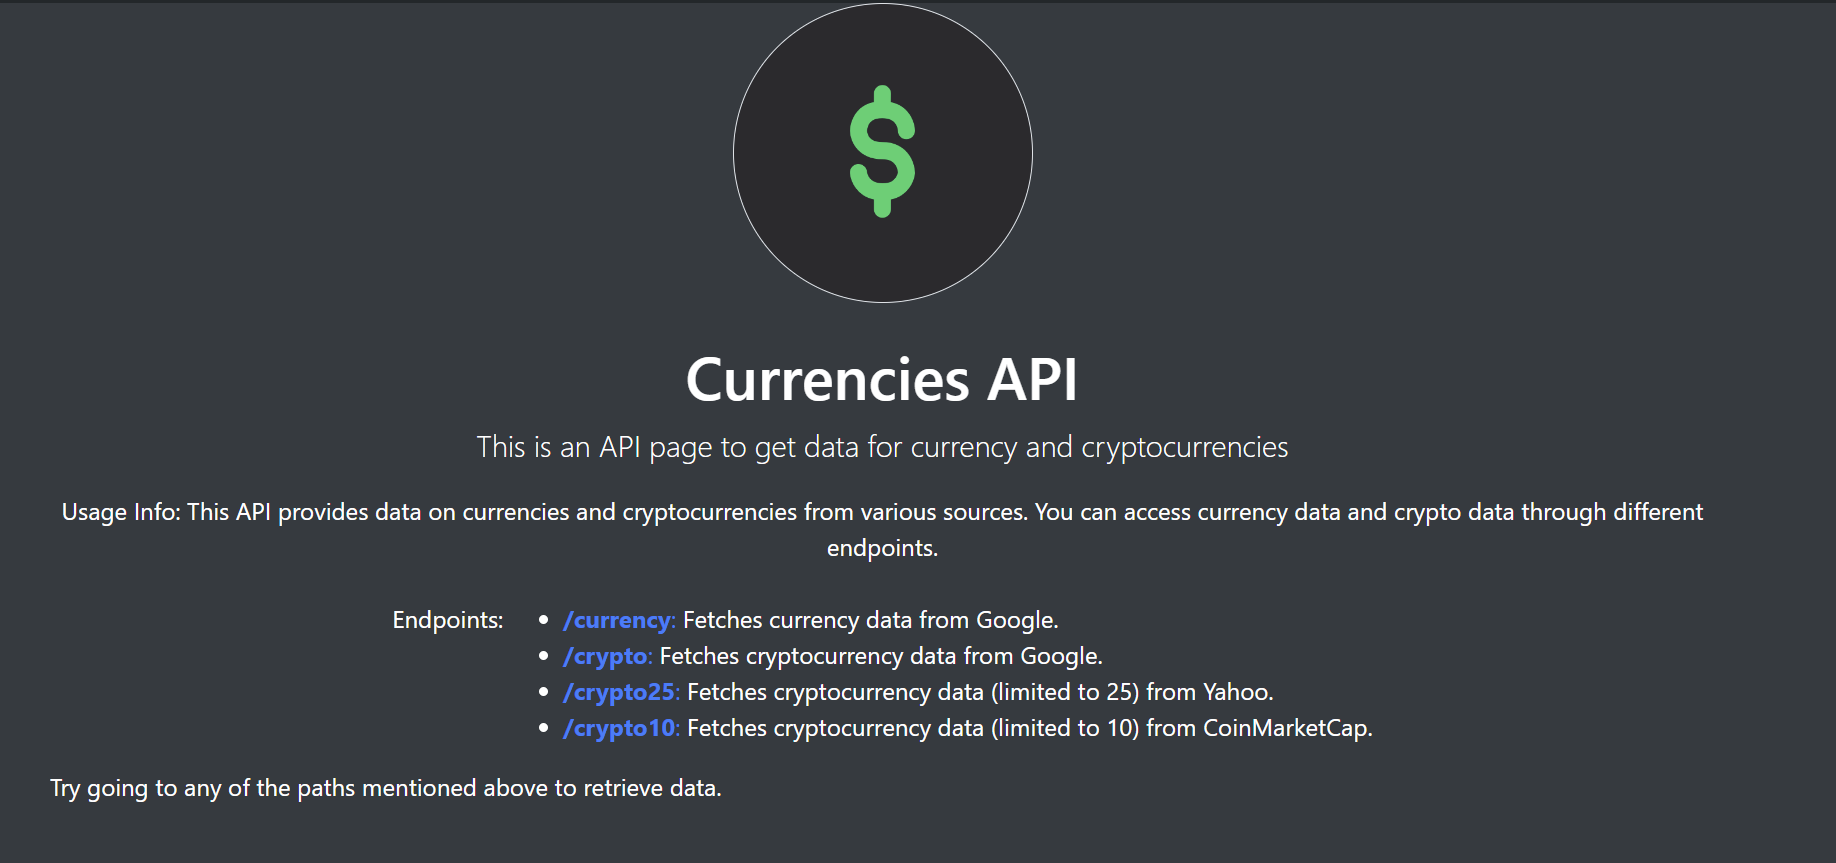 $
Currencies API
This is an API page to get data for currency and cryptocurrencies
Usage Info: This API provides data on currencies and cryptocurrencies from various sources. You can access currency data and crypto data through different
endpoints.
Endpoints:
• /currency: Fetches currency data from Google.
• /crypto: Fetches cryptocurrency data from Google.
• /crypto25: Fetches cryptocurrency data (limited to 25) from Yahoo.
• /crypto10: Fetches cryptocurrency data (limited to 10) from CoinMarketCap.
Try going to any of the paths mentioned above to retrieve data.